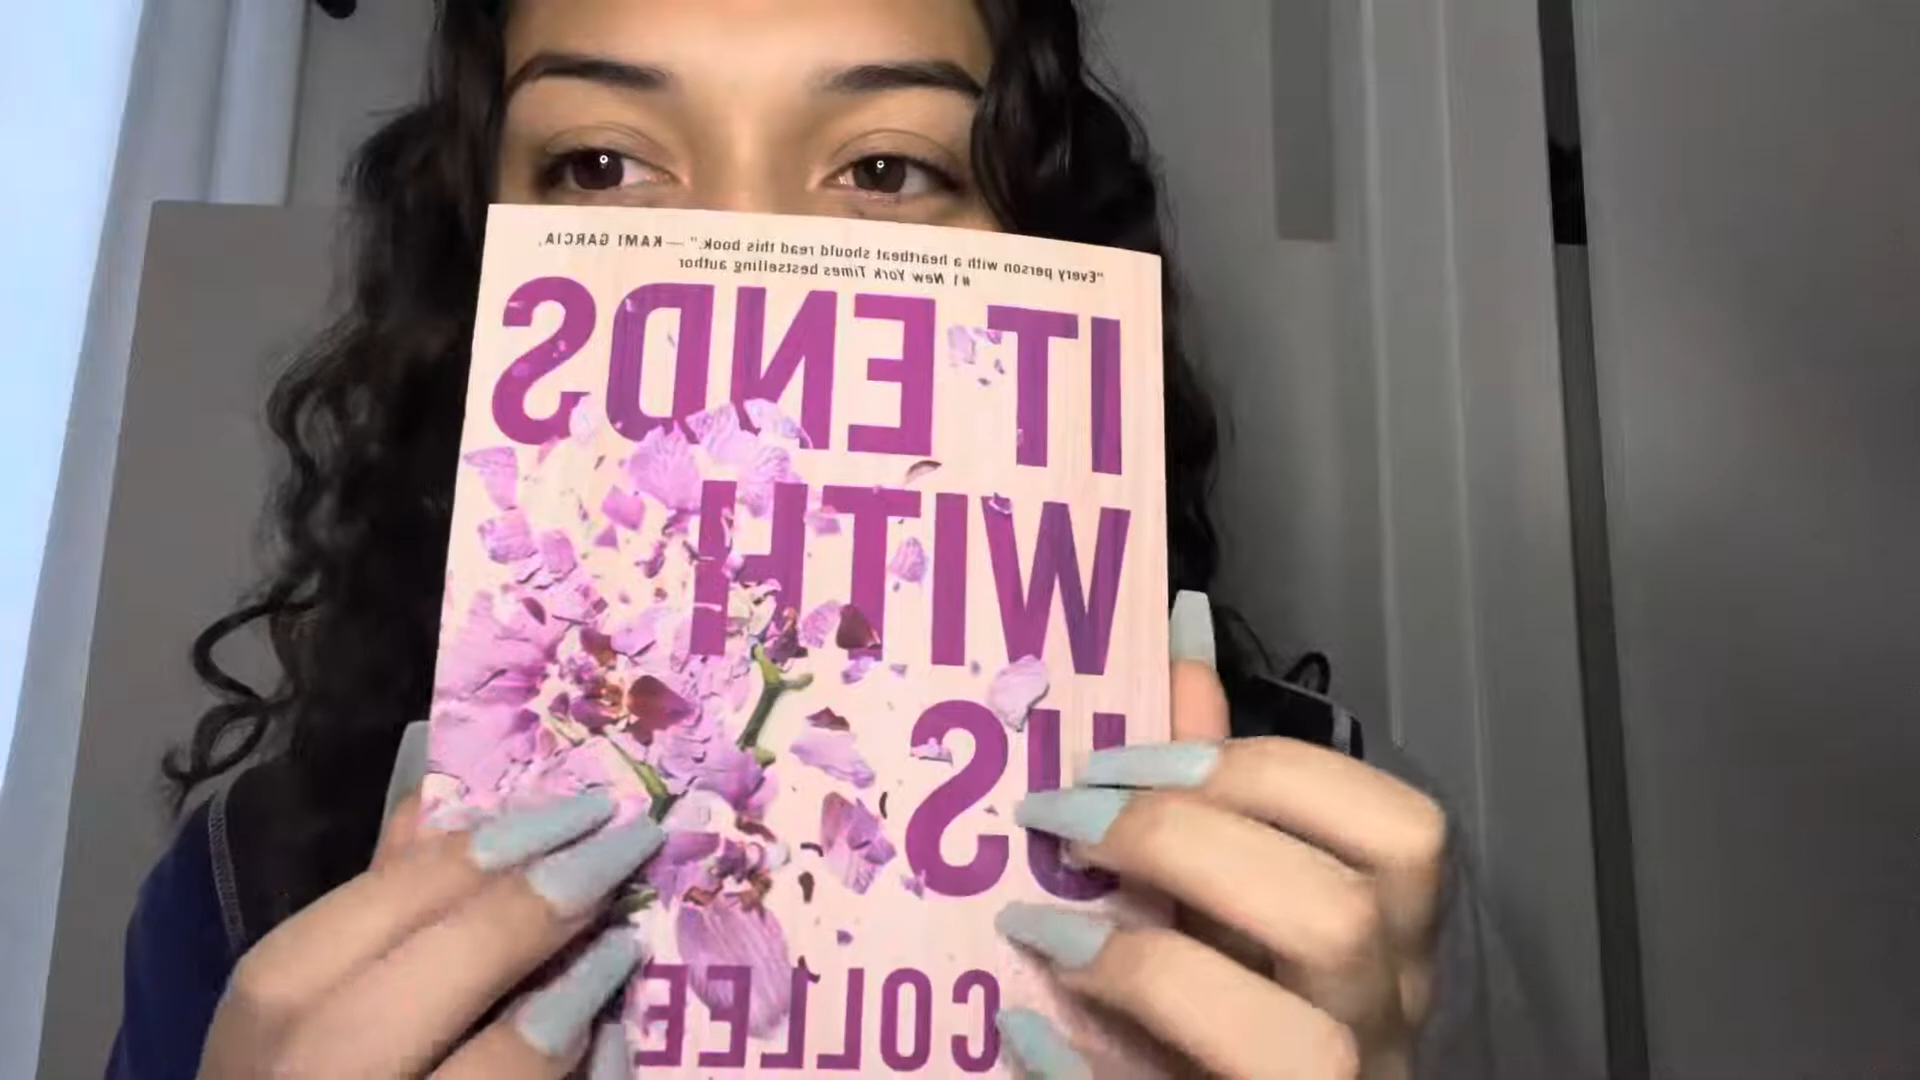 "Every person with a heartbeat should read this book." —KAMI GARCIA,
#1 New York Times bestselling author
IT ENDS
WITH
US
COLLEE